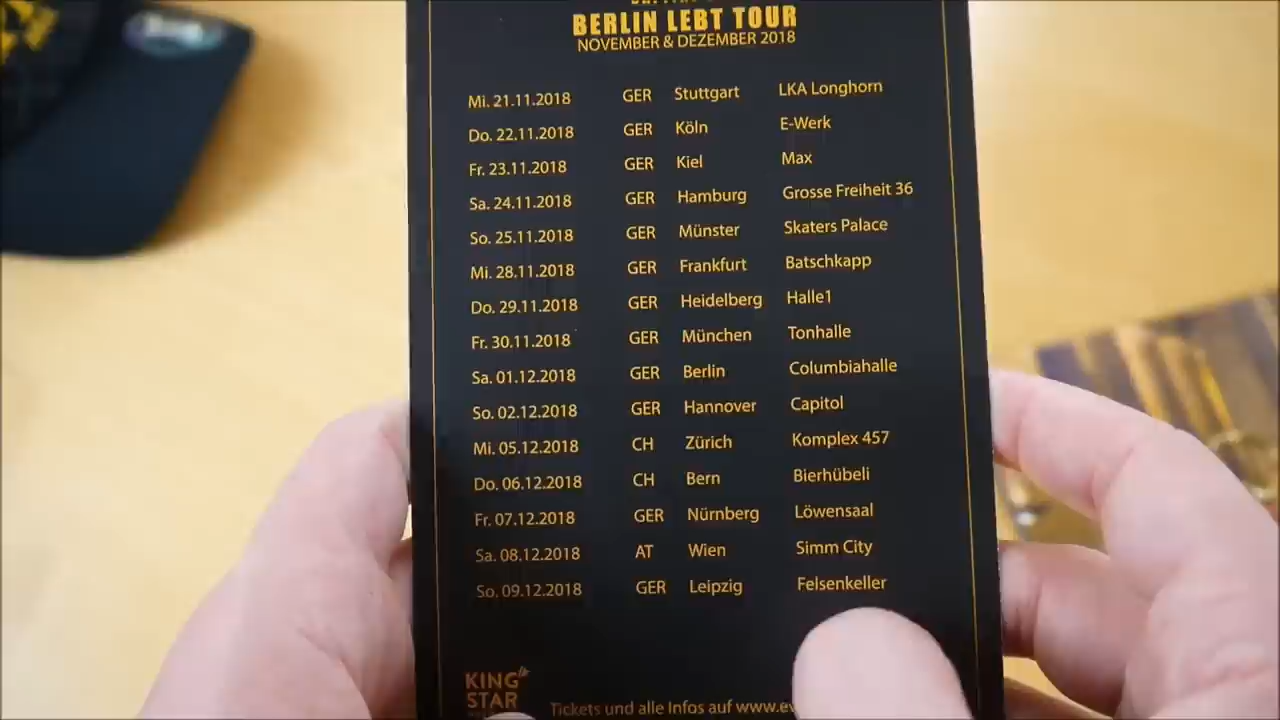 BERLIN LEBT TOUR
NOVEMBER & DEZEMBER 2018
Mi. 21.11.2018 GER Stuttgart LKA Longhorn
Do. 22.11.2018 GER Köln E-Werk
Fr. 23.11.2018 GER Kiel Max
Sa. 24.11.2018 GER Hamburg Grosse Freiheit 36
So. 25.11.2018 GER Münster Skaters Palace
Mi. 28.11.2018 GER Frankfurt Batschkapp
Do. 29.11.2018 GER Heidelberg Halle1
Fr. 30.11.2018 GER München Tonhalle
Sa. 01.12.2018 GER Berlin Columbiahalle
So. 02.12.2018 GER Hannover Capitol
Mi. 05.12.2018 CH Zürich Komplex 457
Do. 06.12.2018 CH Bern Bierhübeli
Fr. 07.12.2018 GER Nürnberg Löwensaal
Sa. 08.12.2018 AT Wien Simm City
So. 09.12.2018 GER Leipzig Felsenkeller
KING
STAR
Tickets und alle Infos auf